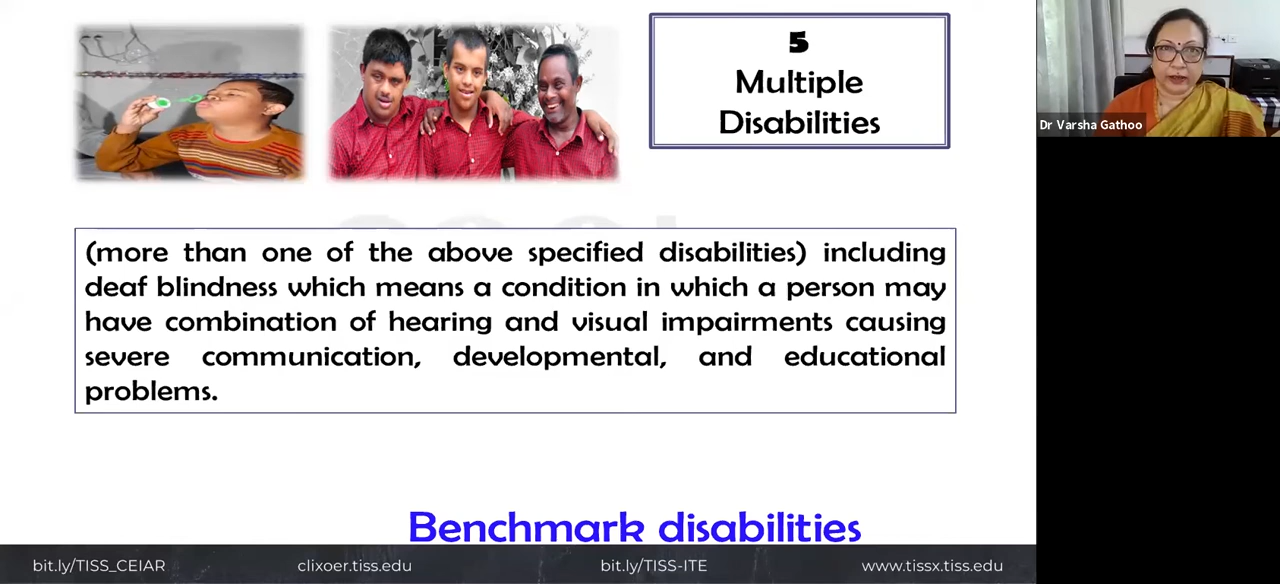 5
Multiple
Disabilities
Dr Varsha Gathoo
(more than one of the above specified disabilities) including
deaf blindness which means a condition in which a person may
have combination of hearing and visual impairments causing
severe communication, developmental, and educational
problems.
Benchmark disabilities
bit.ly/TISS_CEIAR clixoer.tiss.edu bit.ly/TISS-ITE www.tissx.tiss.edu